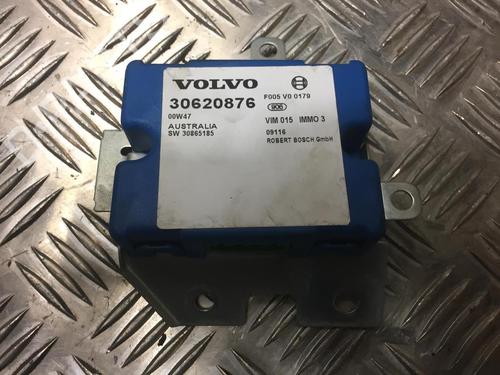 VOLVO
30620876
00W47
AUSTRALIA
SW 30865185
F005 V0 0179
VIM 015 IMMO 3
09116
ROBERT BOSCH GmbH